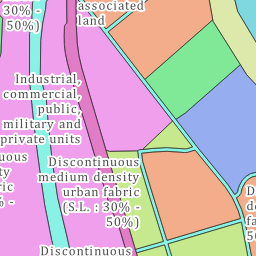 30% -
50%)
associated
land
Industrial,
commercial,
public,
military and
private units
Discontinuous
medium density
urban fabric
(S.L. : 30% -
50%)
Discontinuous